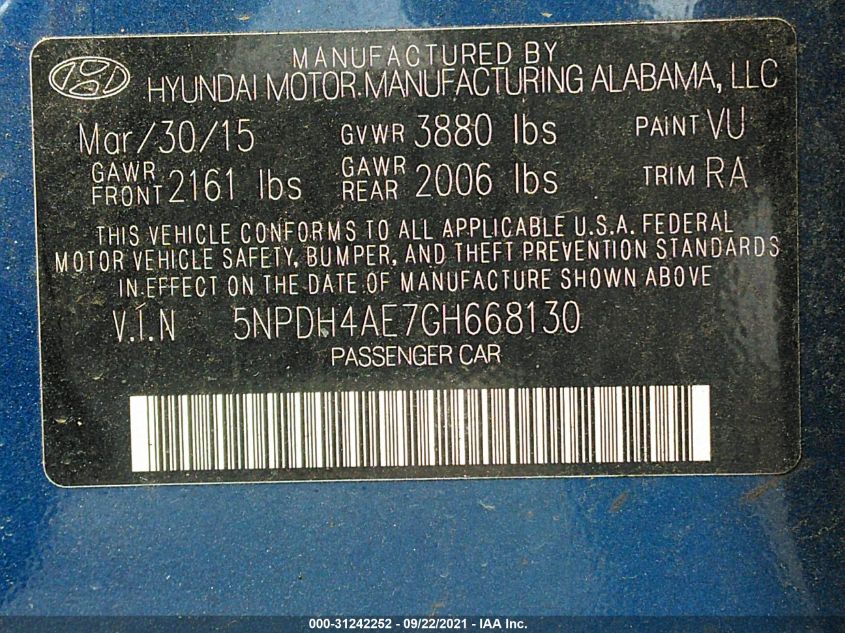 MANUFACTURED BY
HYUNDAI MOTOR MANUFACTURING ALABAMA, LLC
Mar/30/15 GVWR 3880 lbs PAINT VU
GAWR FRONT 2161 lbs GAWR REAR 2006 lbs TRIM RA
THIS VEHICLE CONFORMS TO ALL APPLICABLE U.S.A. FEDERAL
MOTOR VEHICLE SAFETY, BUMPER, AND THEFT PREVENTION STANDARDS
IN EFFECT ON THE DATE OF MANUFACTURE SHOWN ABOVE
V.I.N 5NPDH4AE7GH668130
PASSENGER CAR
000-31242252 - 09/22/2021 - IAA Inc.